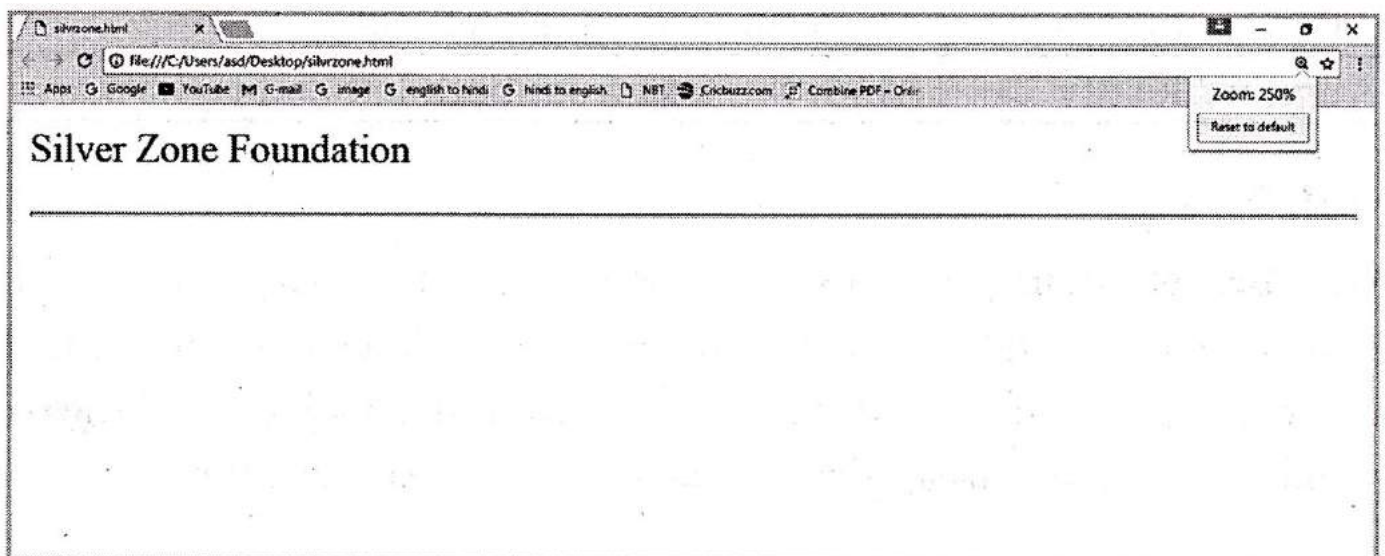 silvrzone.html
file:///C:/Users/asd/Desktop/silvrzone.html
Apps Google YouTube G-mail image english to hindi hindi to english NBT Cricbuzz.com Combine PDF - Onlin
Zoom: 250%
Reset to default
Silver Zone Foundation